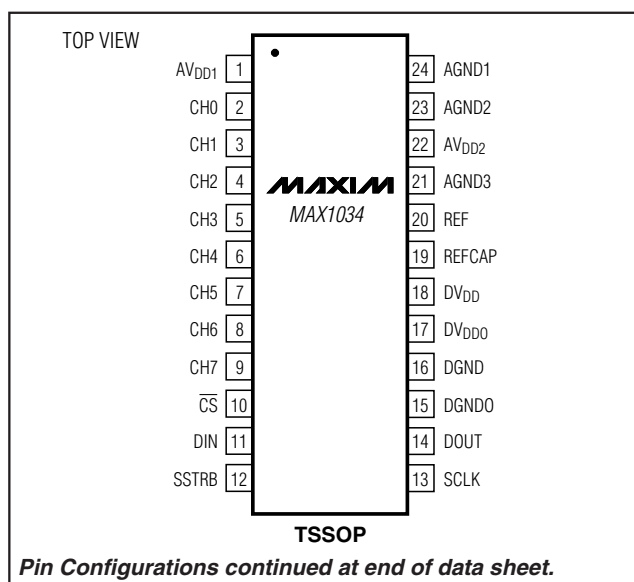 TOP VIEW
AVDD1 1
CH0 2
CH1 3
CH2 4
CH3 5
CH4 6
CH5 7
CH6 8
CH7 9
CS 10
DIN 11
SSTRB 12
MAXIM
MAX1034
24 AGND1
23 AGND2
22 AVDD2
21 AGND3
20 REF
19 REFCAP
18 DVDD
17 DVDDO
16 DGND
15 DGNDO
14 DOUT
13 SCLK
TSSOP
Pin Configurations continued at end of data sheet.